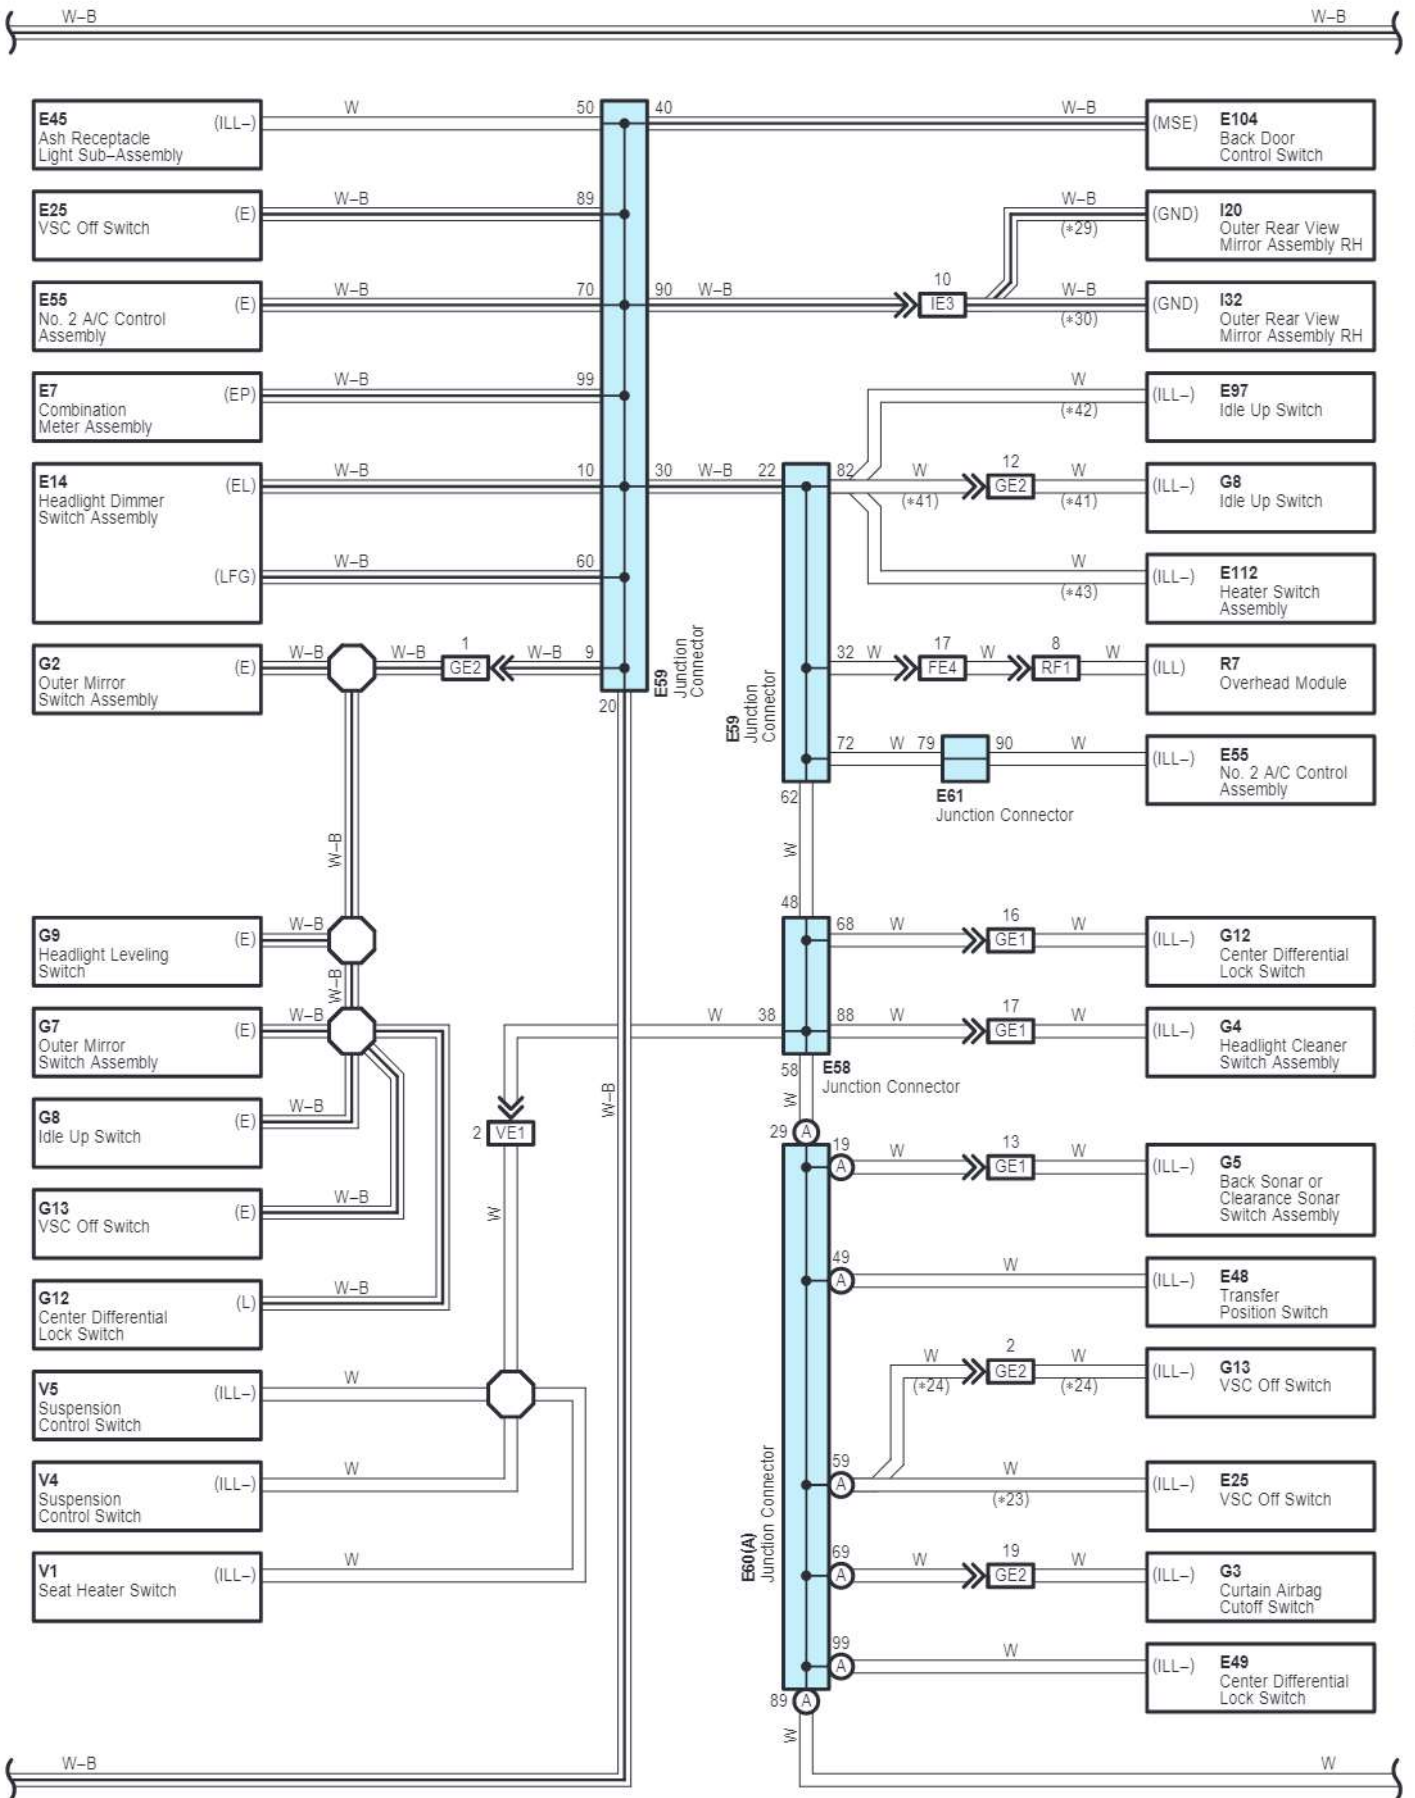 W–B
W–B
E45
Ash Receptacle
Light Sub–Assembly
(ILL–)
W
50
40
W–B
(MSE)
E104
Back Door
Control Switch
E25
VSC Off Switch
(E)
W–B
89
W–B
(∗29)
(GND)
I20
Outer Rear View
Mirror Assembly RH
E55
No. 2 A/C Control
Assembly
(E)
W–B
70
90
W–B
10
IE3
W–B
(∗30)
(GND)
I32
Outer Rear View
Mirror Assembly RH
E7
Combination
Meter Assembly
(EP)
W–B
99
W
(∗42)
(ILL–)
E97
Idle Up Switch
E14
Headlight Dimmer
Switch Assembly
(EL)
W–B
10
30
W–B
22
82
W
(∗41)
12
GE2
W
(∗41)
(ILL–)
G8
Idle Up Switch
(LFG)
W–B
60
W
(∗43)
(ILL–)
E112
Heater Switch
Assembly
G2
Outer Mirror
Switch Assembly
(E)
W–B
W–B
1
GE2
W–B
9
20
E59
Junction
Connector
32
W
17
FE4
W
8
RF1
W
(ILL)
R7
Overhead Module
E59
Junction
Connector
72
W
79
90
W
E61
Junction Connector
(ILL–)
E55
No. 2 A/C Control
Assembly
62
W
48
W–B
G9
Headlight Leveling
Switch
(E)
W–B
W–B
68
W
16
GE1
W
(ILL–)
G12
Center Differential
Lock Switch
G7
Outer Mirror
Switch Assembly
(E)
W–B
W
38
88
W
17
GE1
W
(ILL–)
G4
Headlight Cleaner
Switch Assembly
58
E58
Junction Connector
W
G8
Idle Up Switch
(E)
W–B
2
VE1
W–B
29
A
19
A
W
13
GE1
W
(ILL–)
G5
Back Sonar or
Clearance Sonar
Switch Assembly
G13
VSC Off Switch
(E)
W–B
W
49
A
W
(ILL–)
E48
Transfer
Position Switch
G12
Center Differential
Lock Switch
(L)
W–B
W
(∗24)
2
GE2
W
(∗24)
(ILL–)
G13
VSC Off Switch
V5
Suspension
Control Switch
(ILL–)
W
59
A
W
(∗23)
(ILL–)
E25
VSC Off Switch
V4
Suspension
Control Switch
(ILL–)
W
E60(A)
Junction Connector
V1
Seat Heater Switch
(ILL–)
W
69
A
W
19
GE2
W
(ILL–)
G3
Curtain Airbag
Cutoff Switch
99
A
W
(ILL–)
E49
Center Differential
Lock Switch
89
A
W
W–B
W